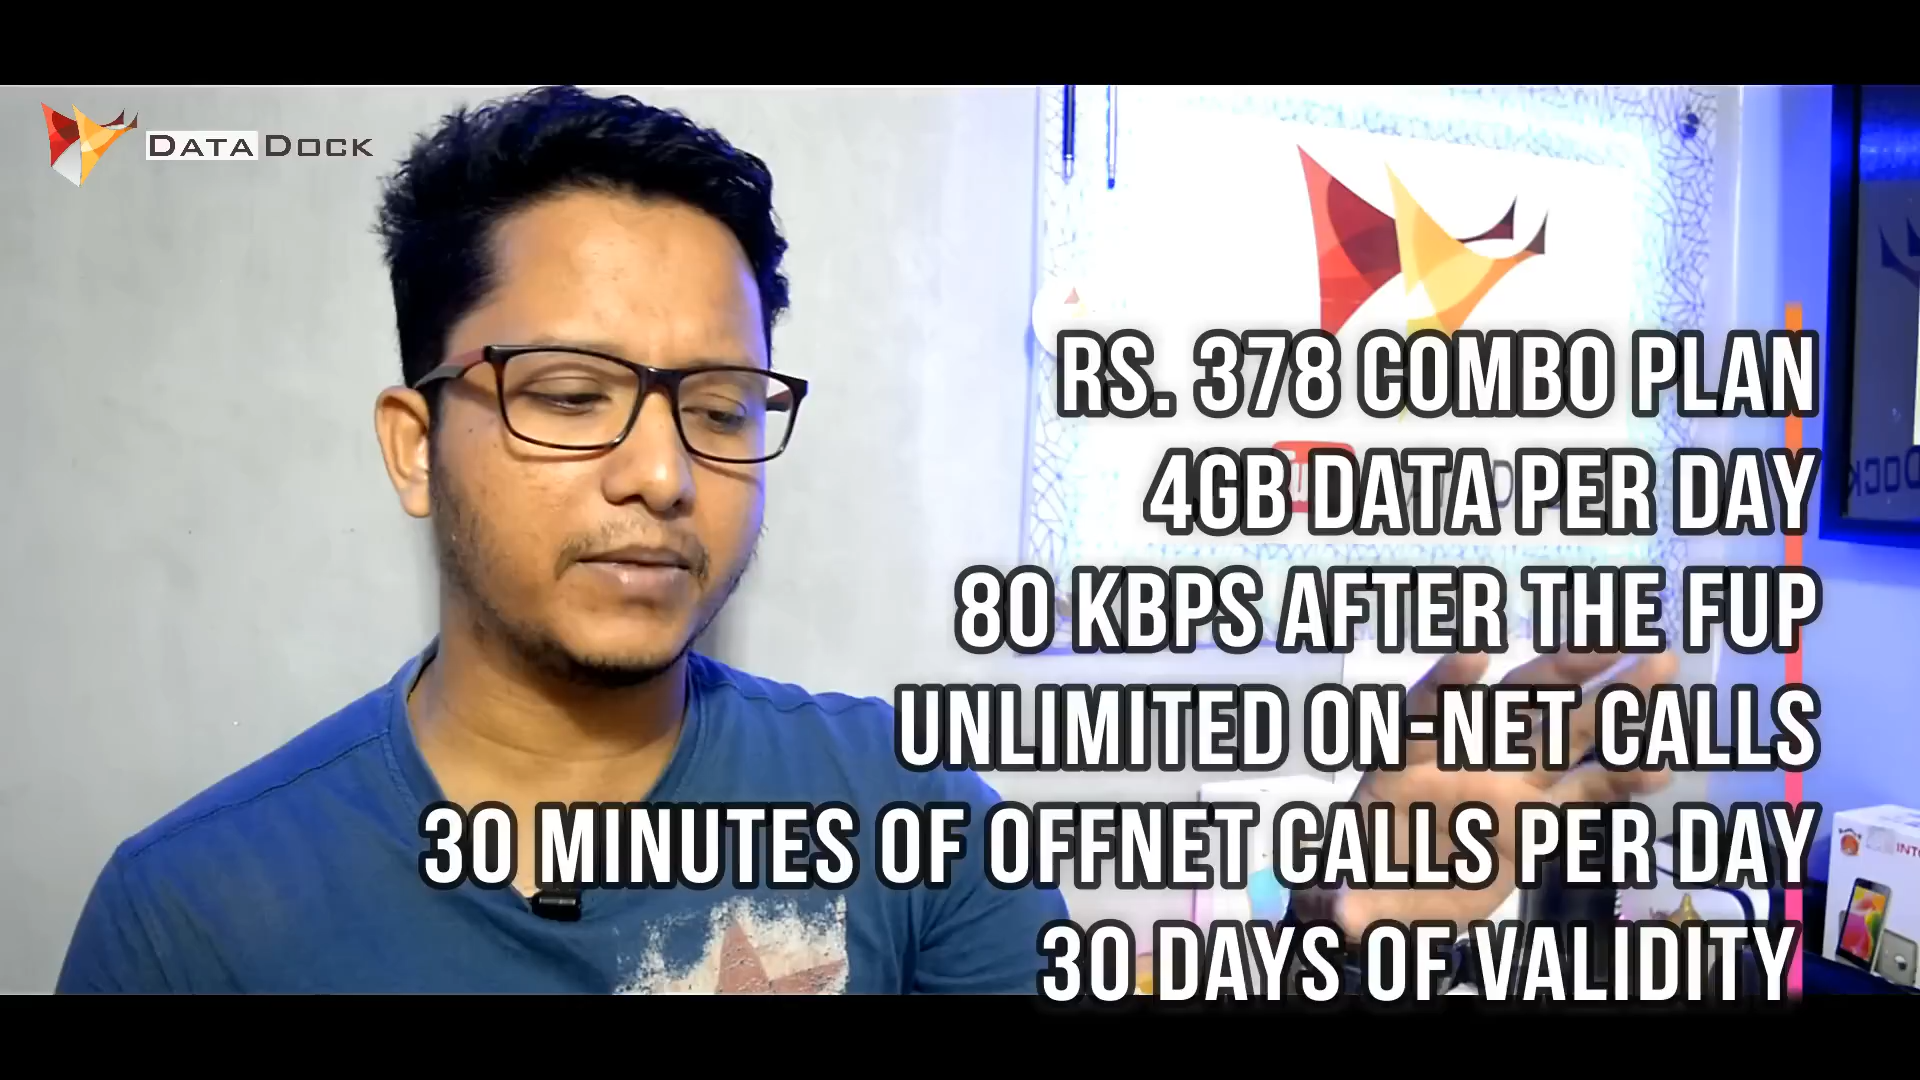 DATA DOCK
RS. 378 COMBO PLAN
4GB DATA PER DAY
80 KBPS AFTER THE FUP
UNLIMITED ON-NET CALLS
30 MINUTES OF OFFNET CALLS PER DAY
30 DAYS OF VALIDITY